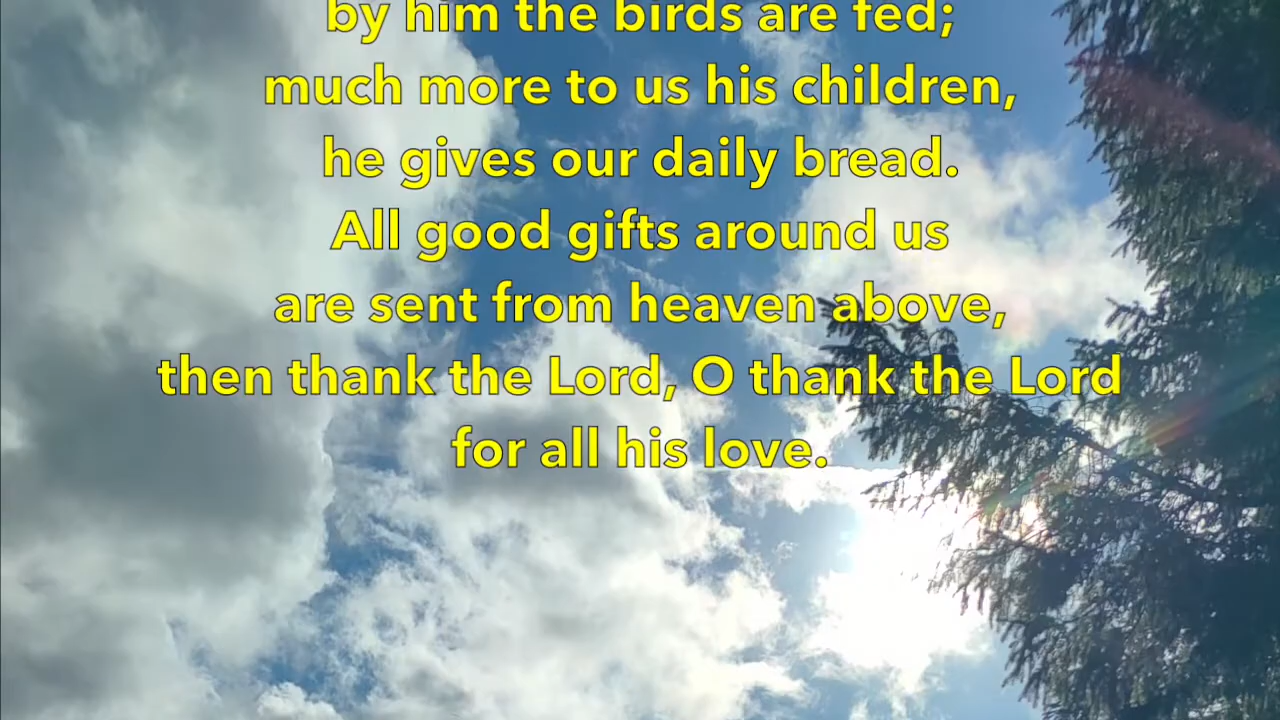 by him the birds are fed;
much more to us his children,
he gives our daily bread.
All good gifts around us
are sent from heaven above,
then thank the Lord, O thank the Lord
for all his love.